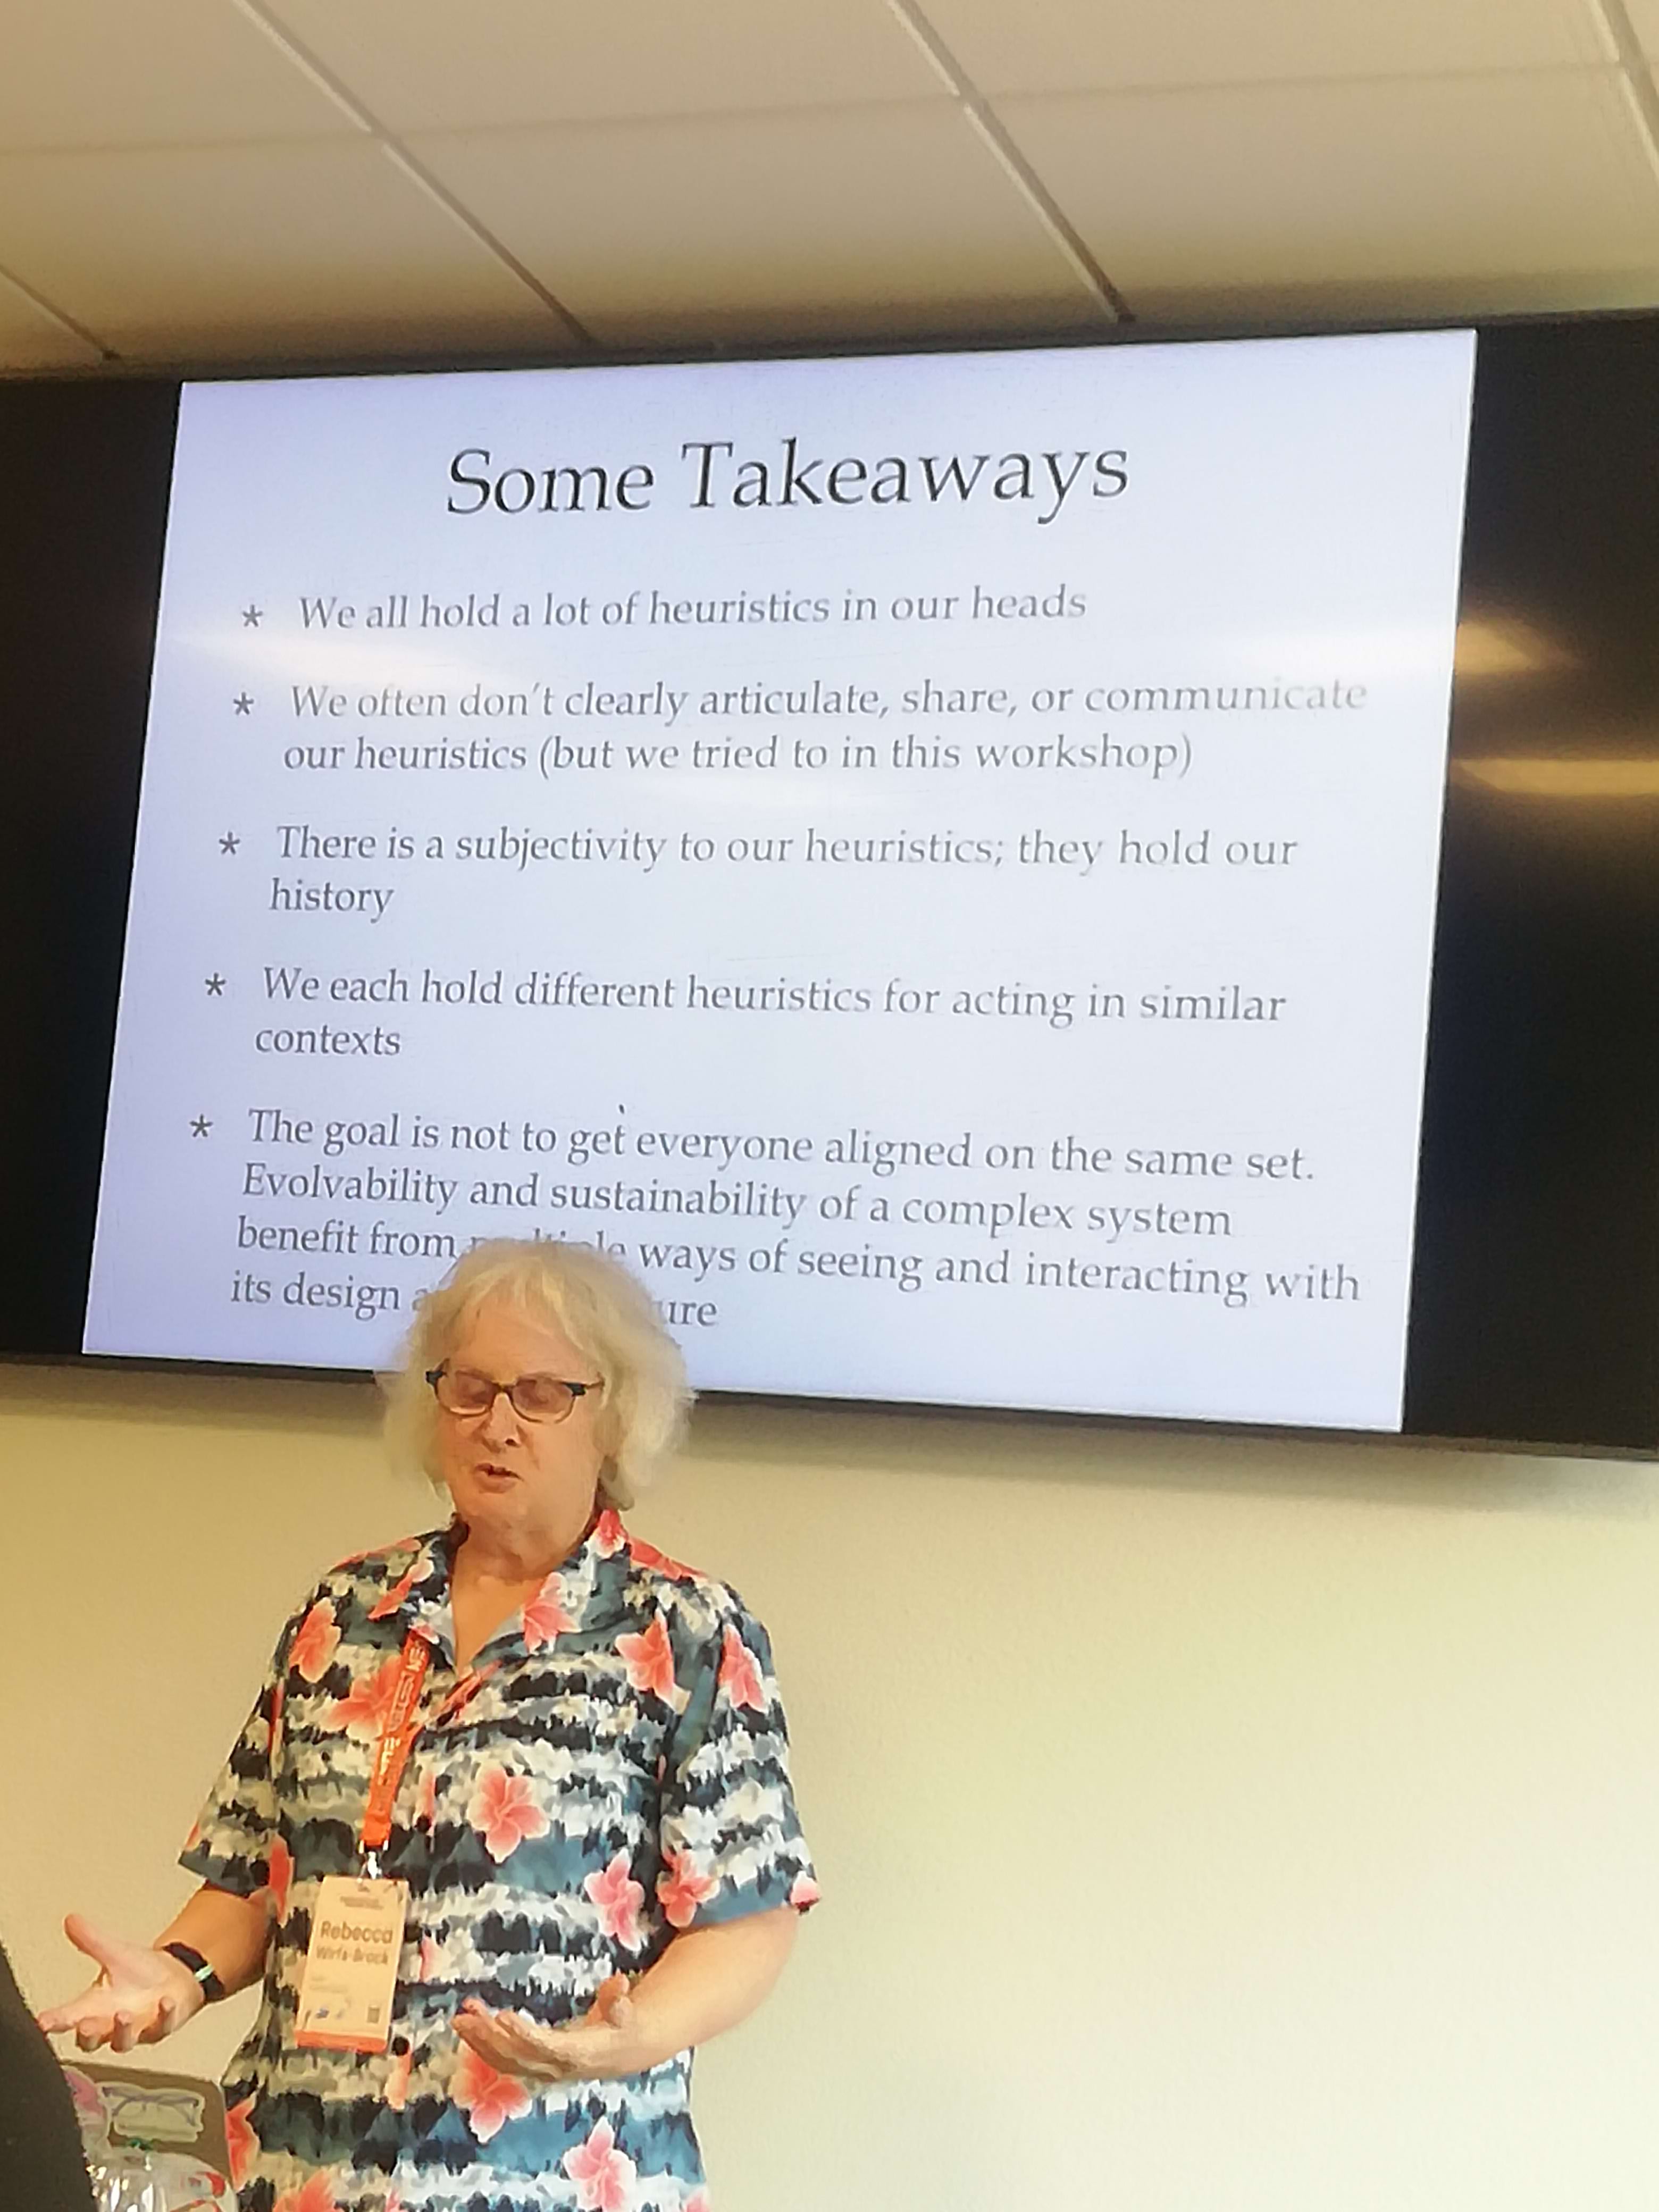 Some Takeaways
* We all hold a lot of heuristics in our heads
* We often don't clearly articulate, share, or communicate
our heuristics (but we tried to in this workshop)
* There is a subjectivity to our heuristics; they hold our
history
* We each hold different heuristics for acting in similar
contexts
* The goal is not to get everyone aligned on the same set.
Evolvability and sustainability of a complex system
benefit from ways of seeing and interacting with
its design
Rebecca
Wirfs-Brock